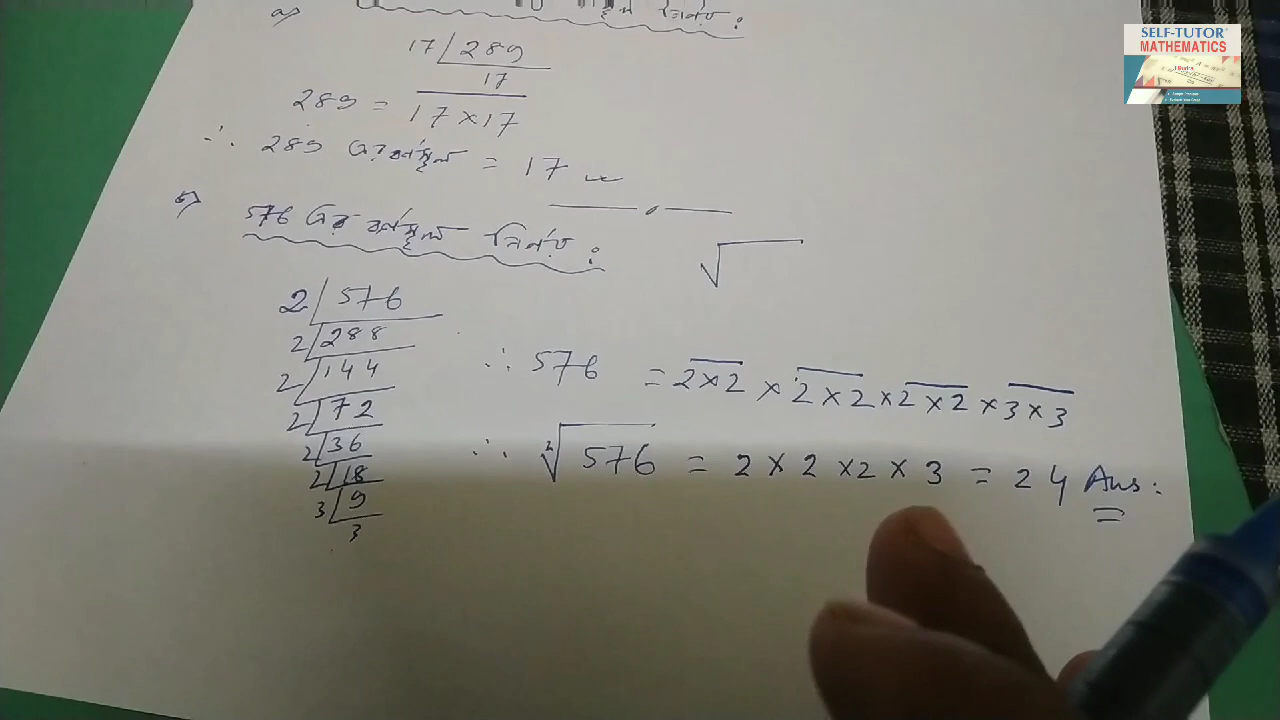 SELF-TUTOR
MATHEMATICS
17 289
17
289 = 17 × 17
∴ 289 এর বর্গমূল = 17
576 এর বর্গমূল নির্ণয় :
√
2 576
2 288
2 144
2 72
2 36
2 18
3 9
3
∴ 576 = 2 × 2 × 2 × 2 × 2 × 2 × 3 × 3
∴ ²√576 = 2 × 2 × 2 × 3 = 24 Ans: